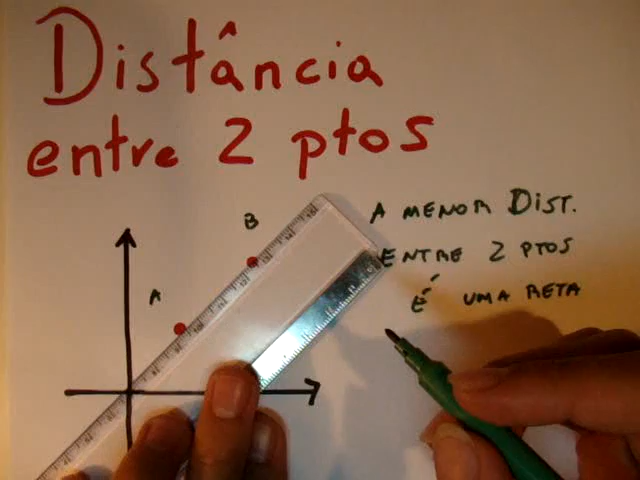 Distância
entre 2 ptos
A MENOR DIST.
ENTRE 2 PTOS
É UMA RETA
B
A